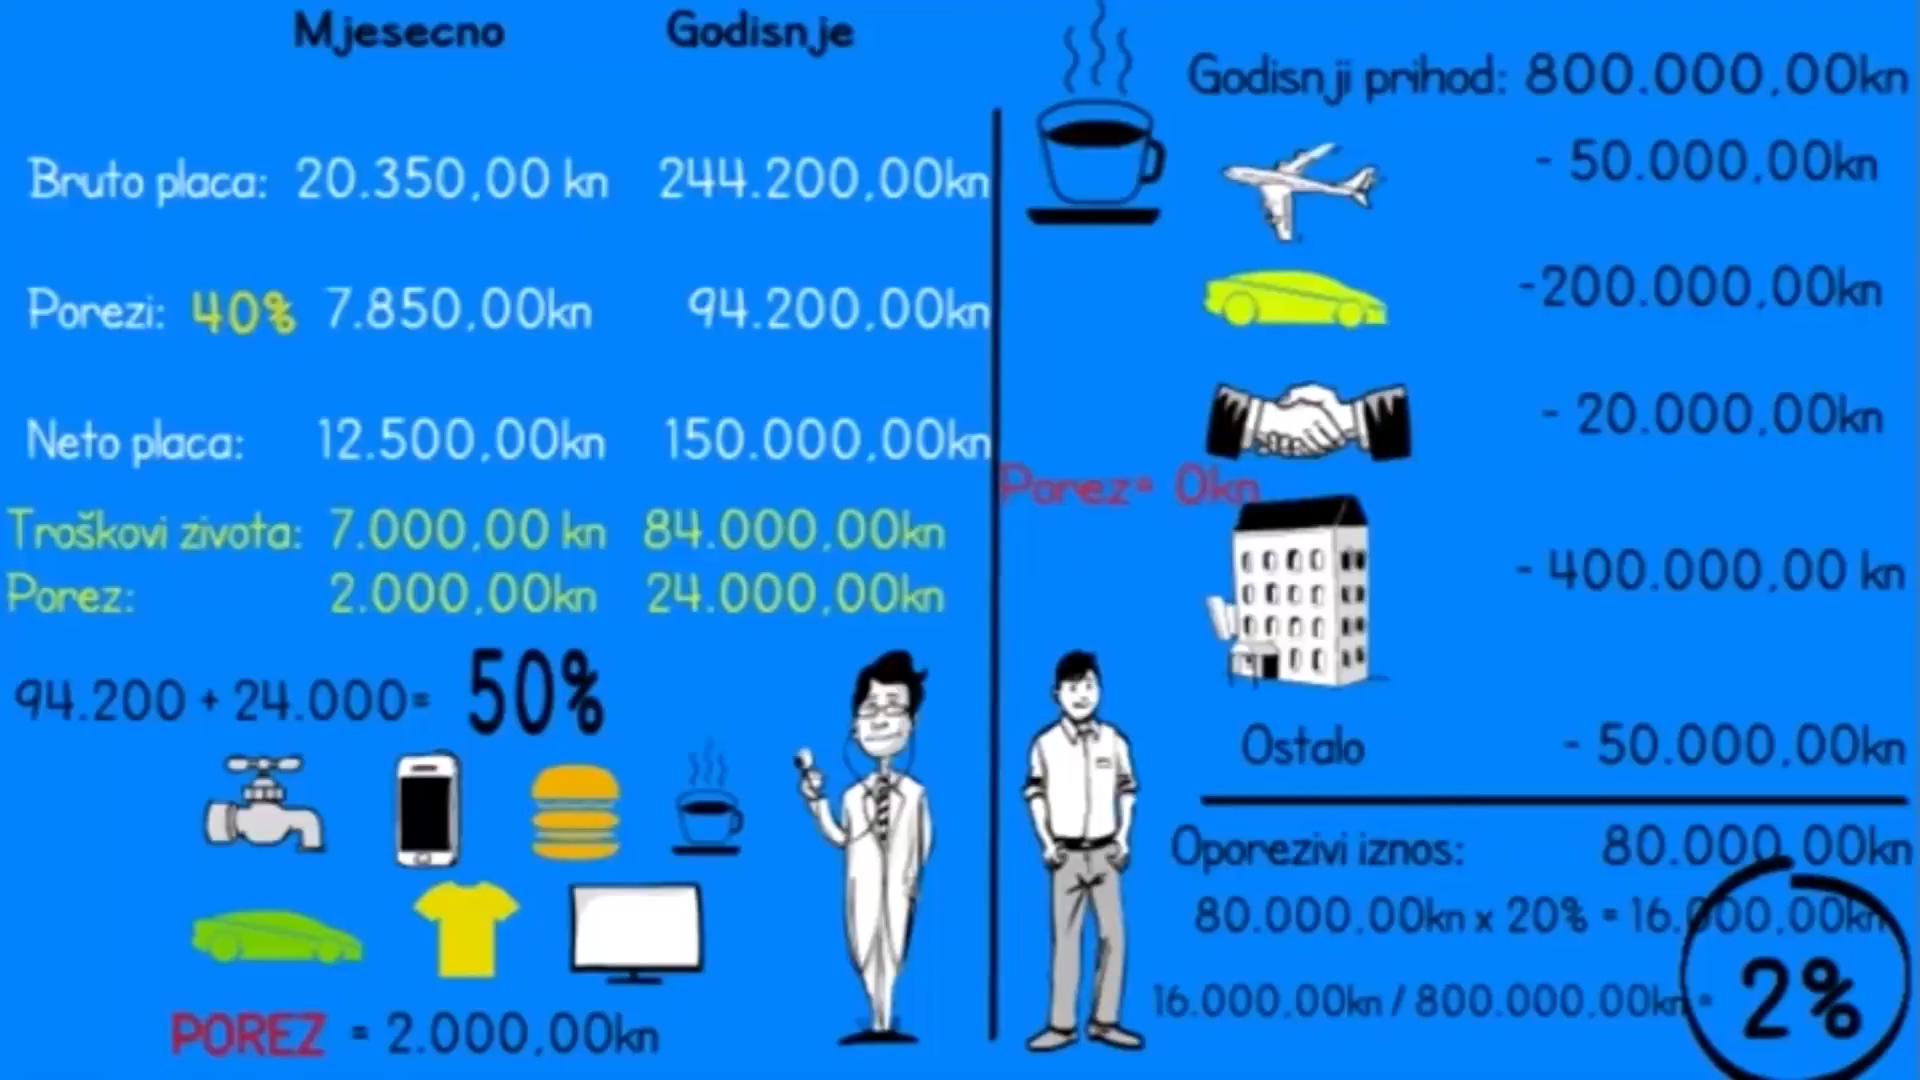 Mjesecno Godisnje
Bruto placa: 20.350,00 kn 244.200,00kn
Porezi: 40% 7.850,00kn 94.200,00kn
Neto placa: 12.500,00kn 150.000,00kn
Troškovi zivota: 7.000,00 kn 84.000,00kn
Porez: 2.000,00kn 24.000,00kn
94.200 + 24.000= 50%
POREZ = 2.000,00kn
Godisnji prihod: 800.000,00kn
- 50.000,00kn
-200.000,00kn
- 20.000,00kn
Porez= 0kn
- 400.000,00 kn
Ostalo - 50.000,00kn
Oporezivi iznos: 80.000,00kn
80.000,00kn x 20% = 16.000,00kn
16.000,00kn / 800.000,00kn = 2%